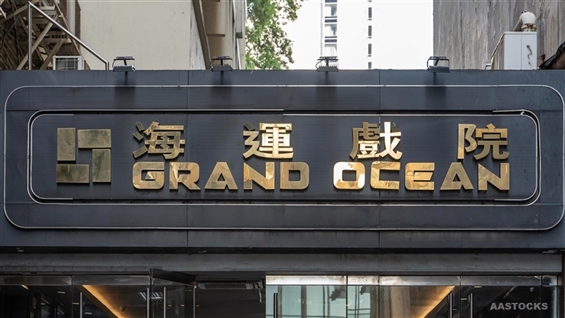 海運戲院
GRAND OCEAN
AASTOCKS